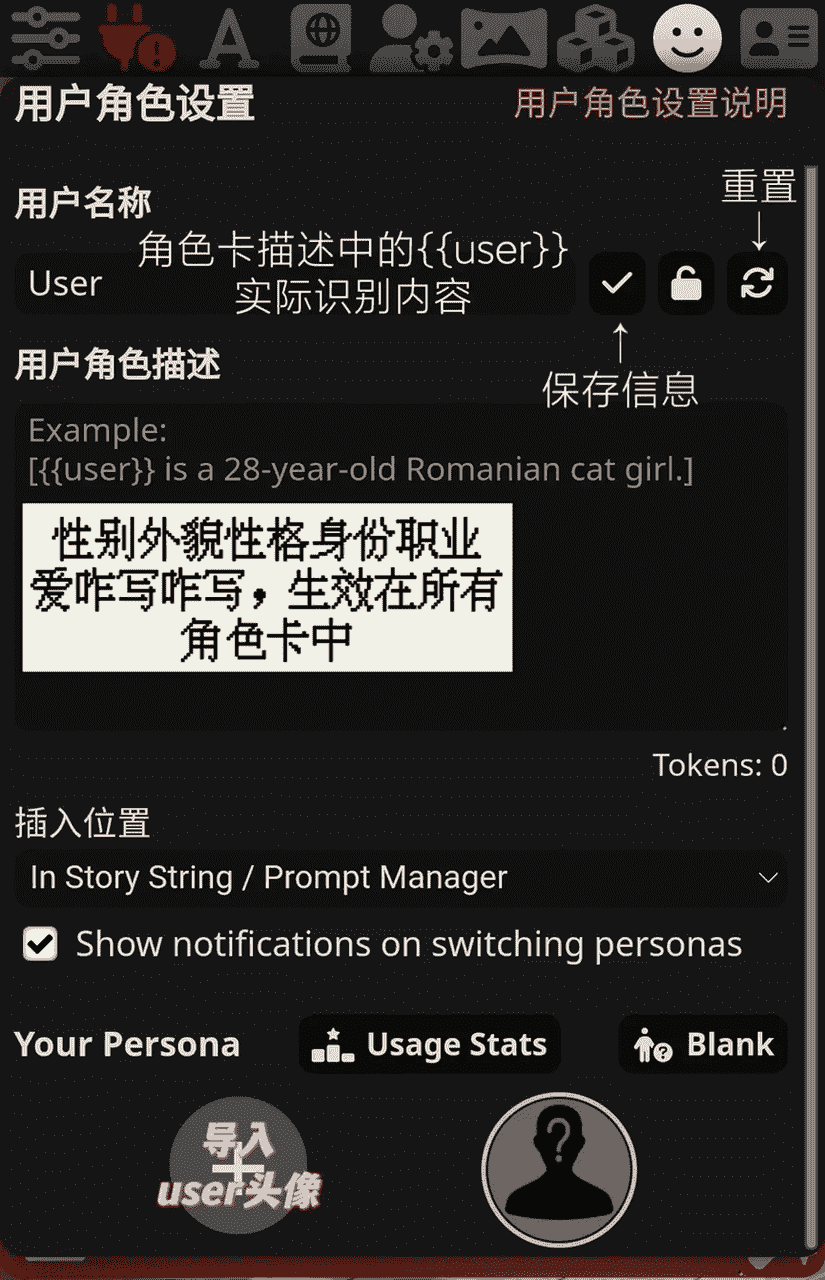 用户角色设置
用户角色设置说明
重置
用户名称
角色卡描述中的{{user}}
User
实际识别内容
保存信息
用户角色描述
Example:
[{{user}} is a 28-year-old Romanian cat girl.]
性别外貌性格身份职业
爱咋写咋写，生效在所有
角色卡中
Tokens: 0
插入位置
In Story String / Prompt Manager
Show notifications on switching personas
Your Persona
Usage Stats
Blank
导入
user头像